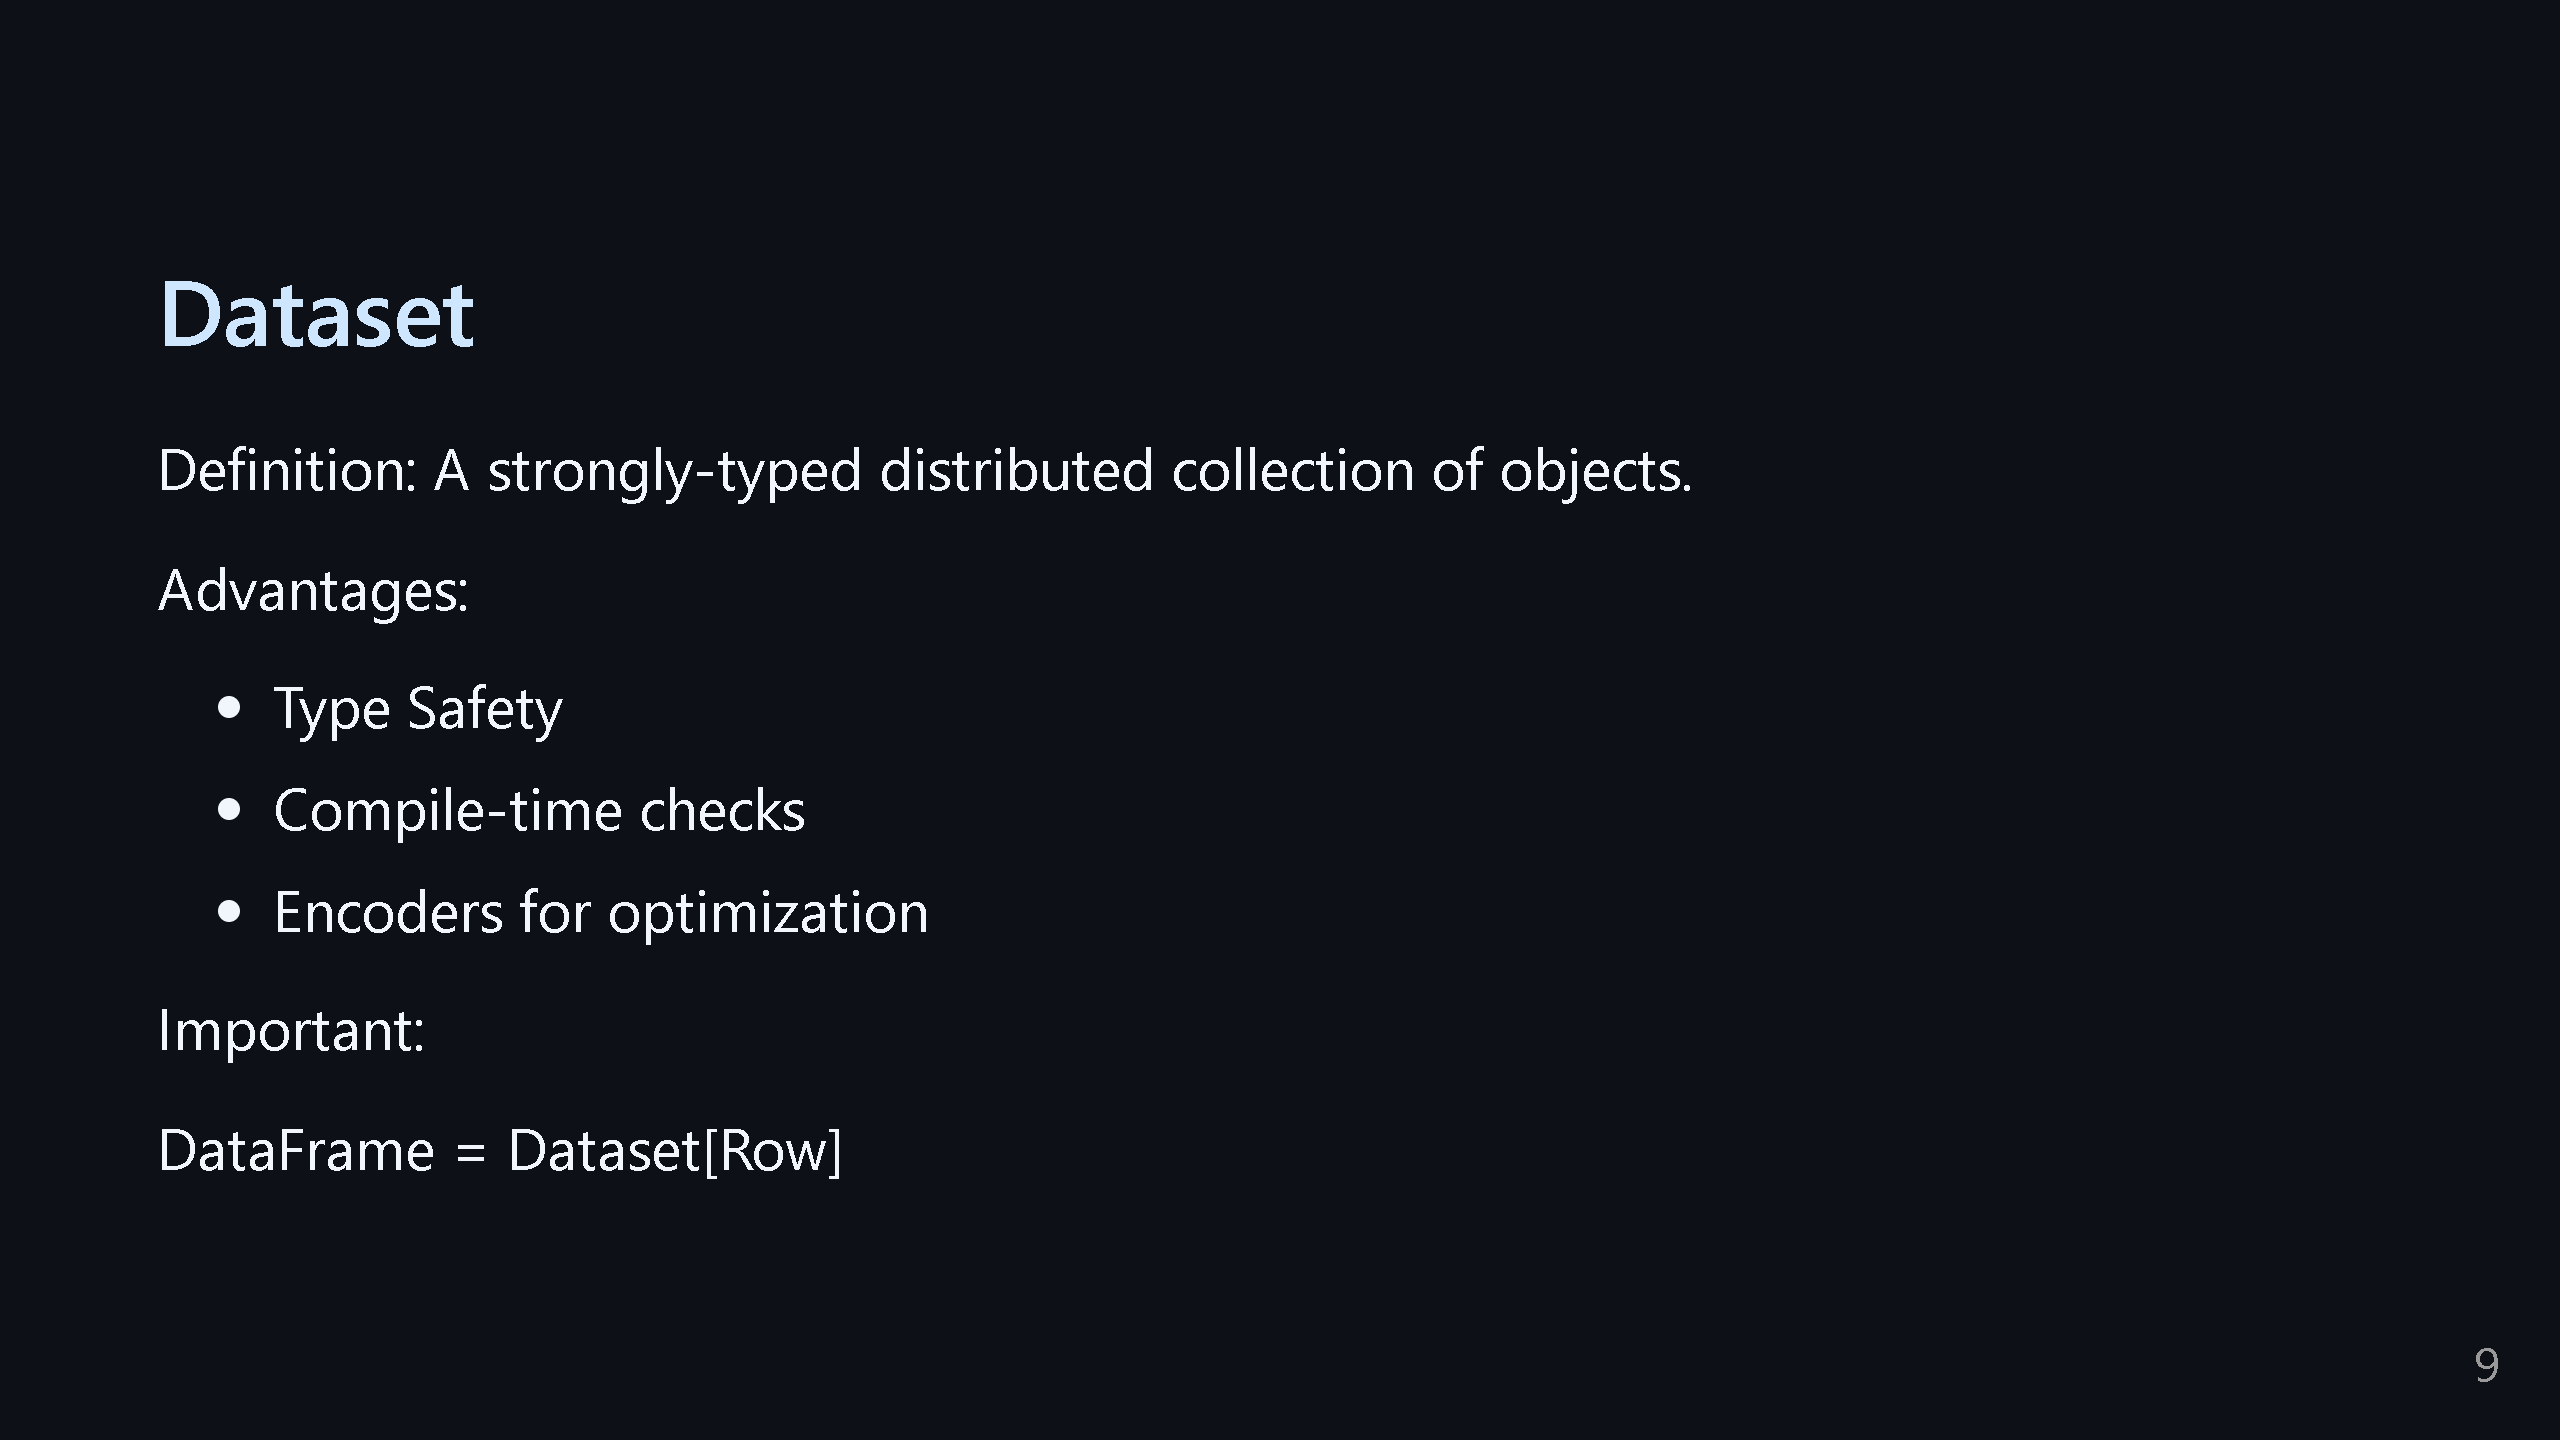 Dataset
Definition: A strongly-typed distributed collection of objects.
Advantages:
• Type Safety
• Compile-time checks
• Encoders for optimization
Important:
DataFrame = Dataset[Row]
9